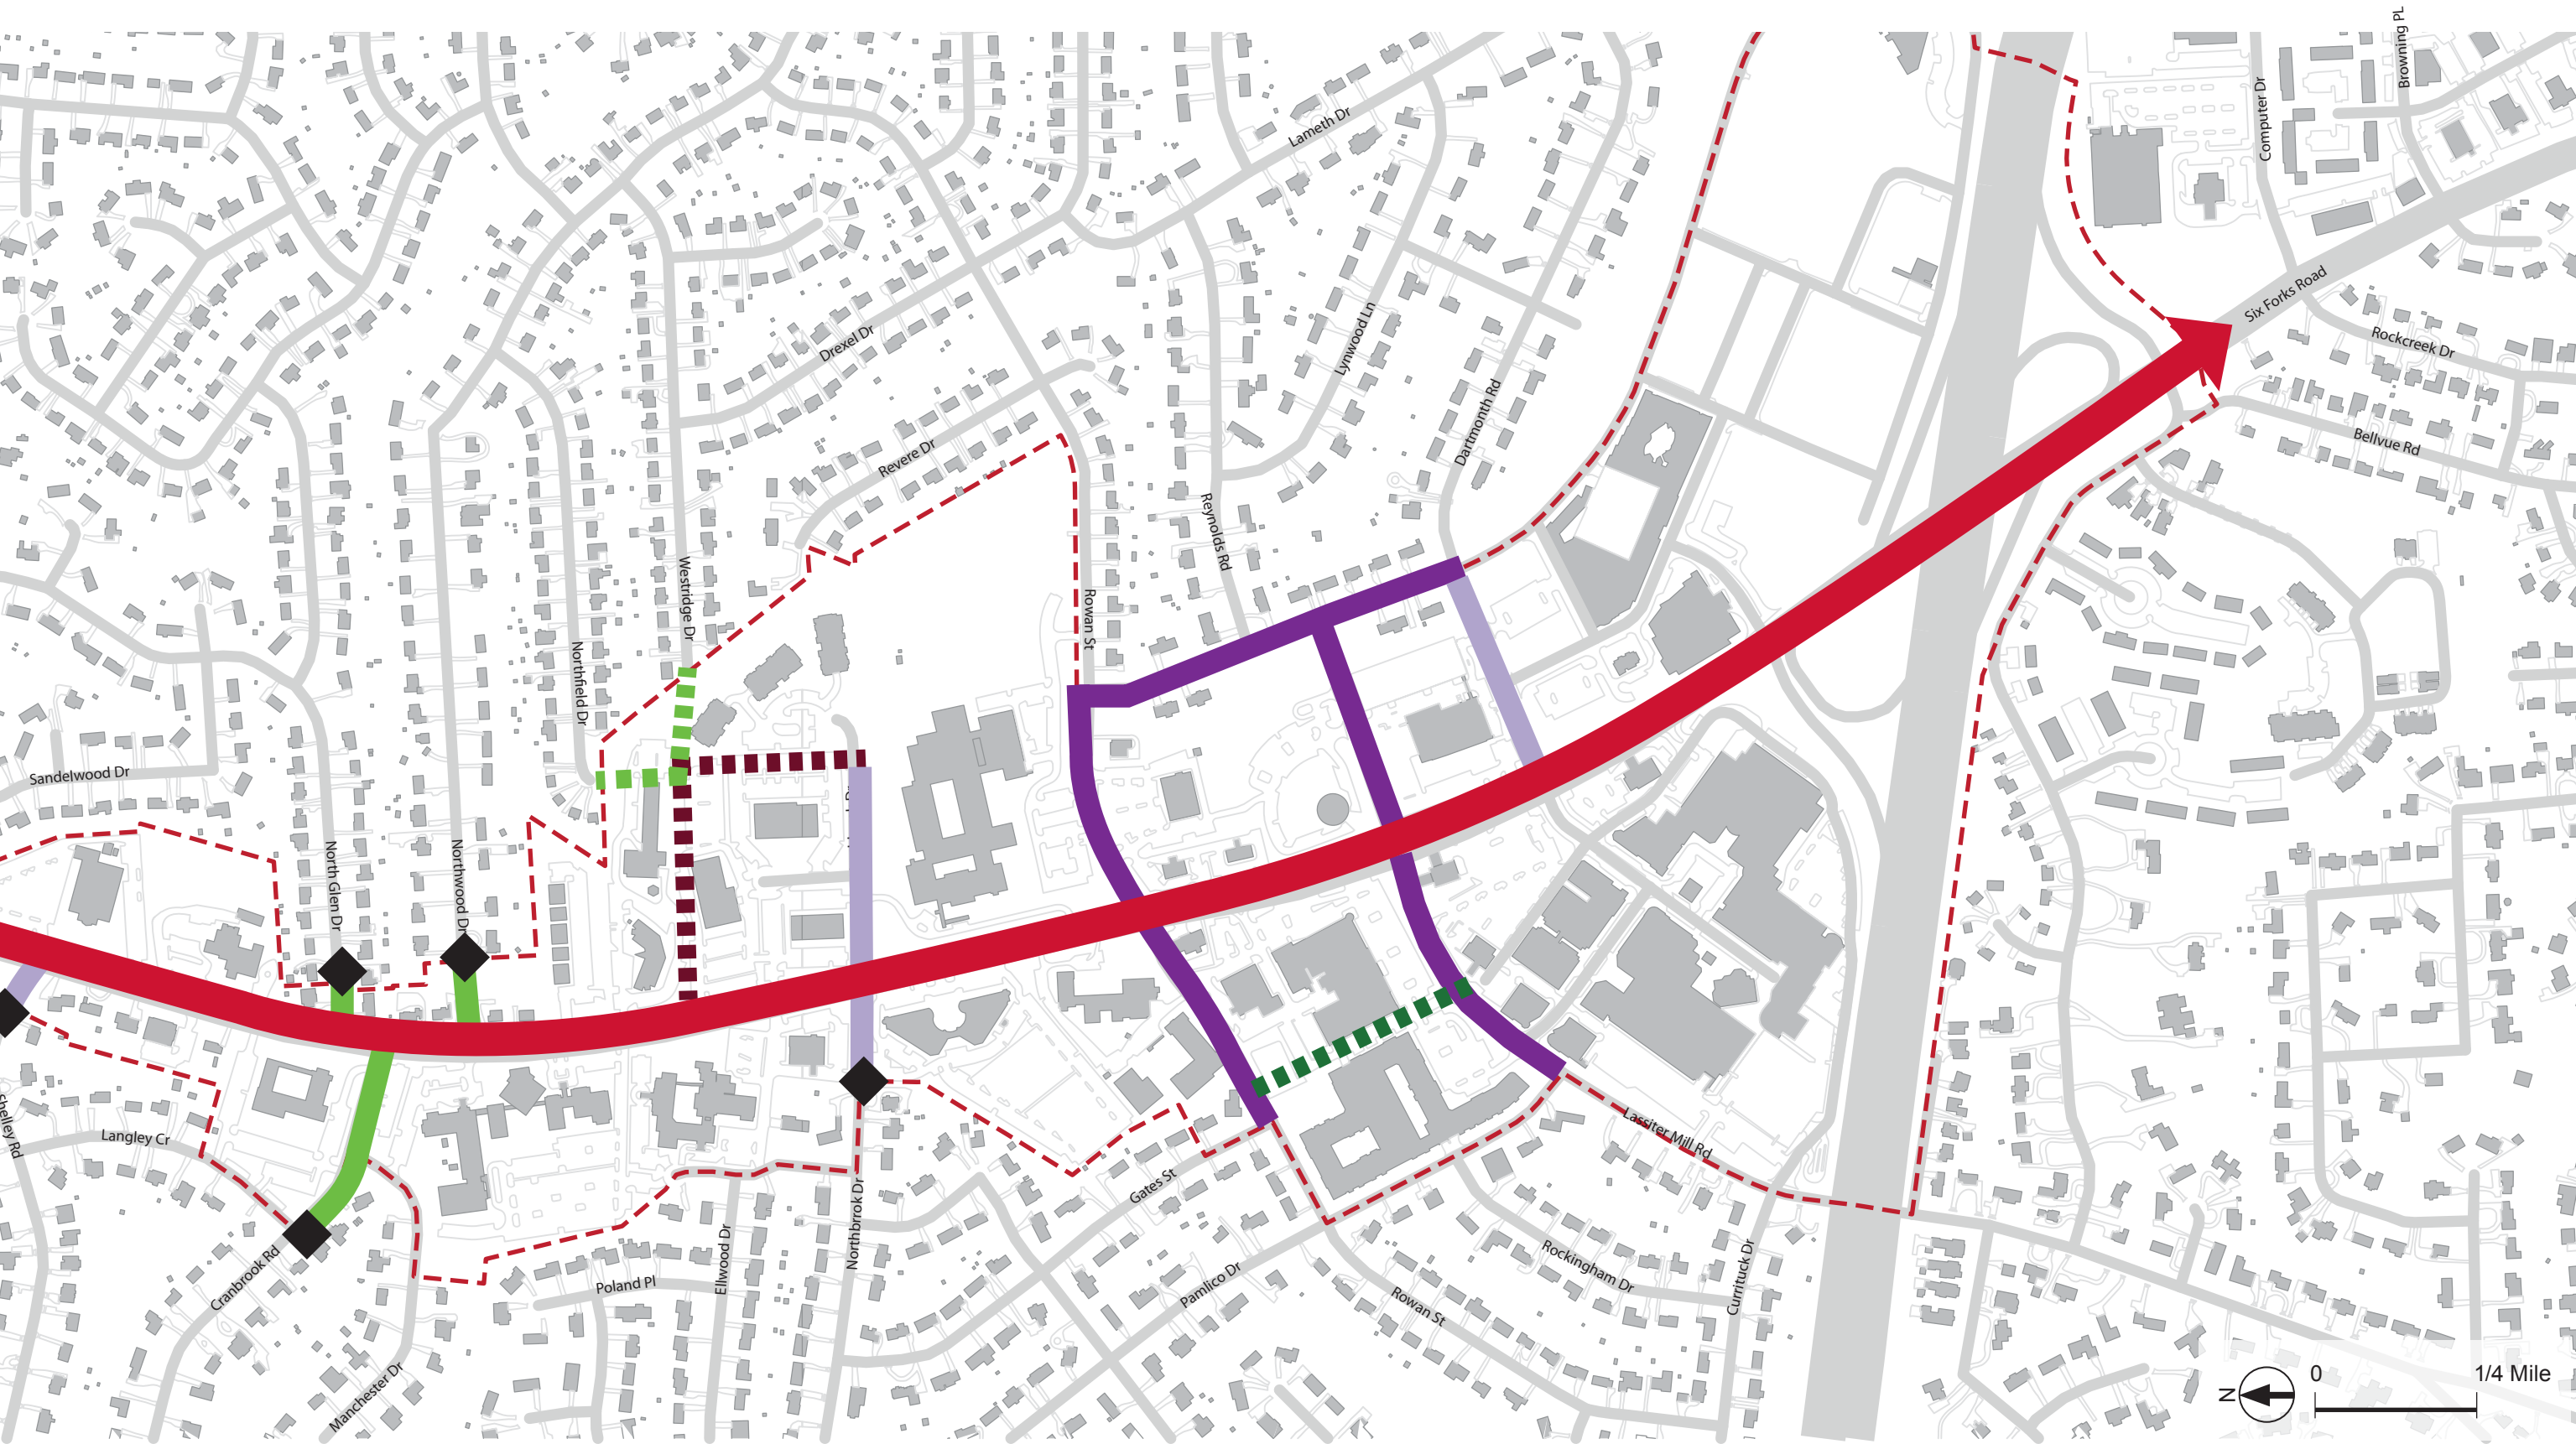 Browning PL
Computer Dr
Lameth Dr
Six Forks Road
Rockcreek Dr
Drexel Dr
Lynwood Ln
Dartmonth Rd
Bellvue Rd
Revere Dr
Reynolds Rd
Westridge Dr
Rowan St
Northfield Dr
Sandelwood Dr
North Glen Dr
Northwood Dr
Shelley Rd
Langley Cr
Lassiter Mill Rd
Gates St
Northbrrok Dr
Ellwood Dr
Cranbrook Rd
Poland Pl
Pamlico Dr
Rockingham Dr
Currituck Dr
Rowan St
Manchester Dr
N
0 1/4 Mile